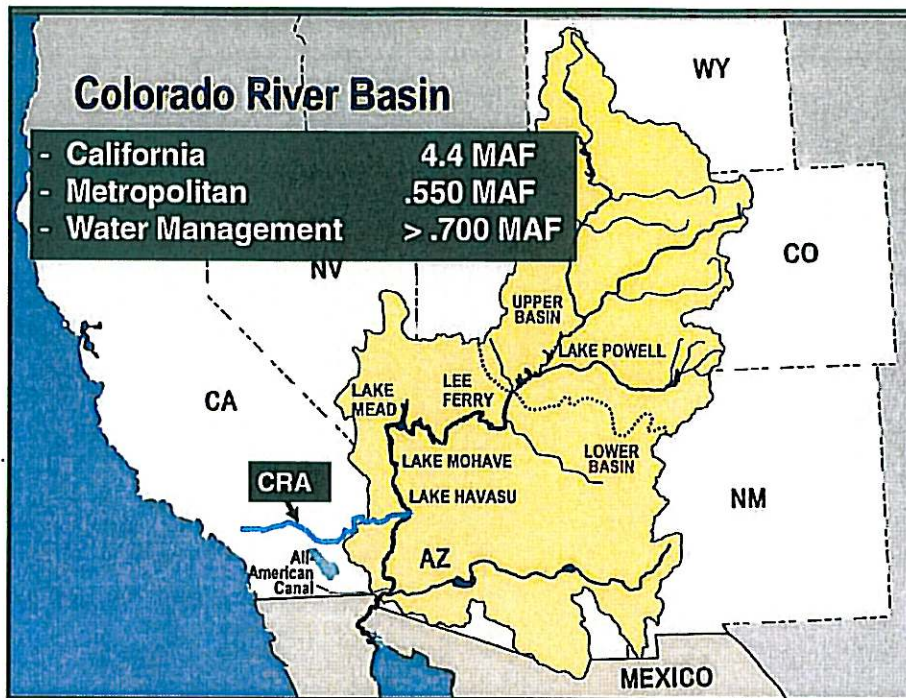 WY
Colorado River Basin
- California 4.4 MAF
- Metropolitan .550 MAF
- Water Management > .700 MAF
CO
NV
UPPER
BASIN
LAKE POWELL
LEE
FERRY
LAKE
MEAD
CA
LOWER
BASIN
LAKE MOHAVE
CRA
LAKE HAVASU
NM
AZ
All-
American
Canal
MEXICO